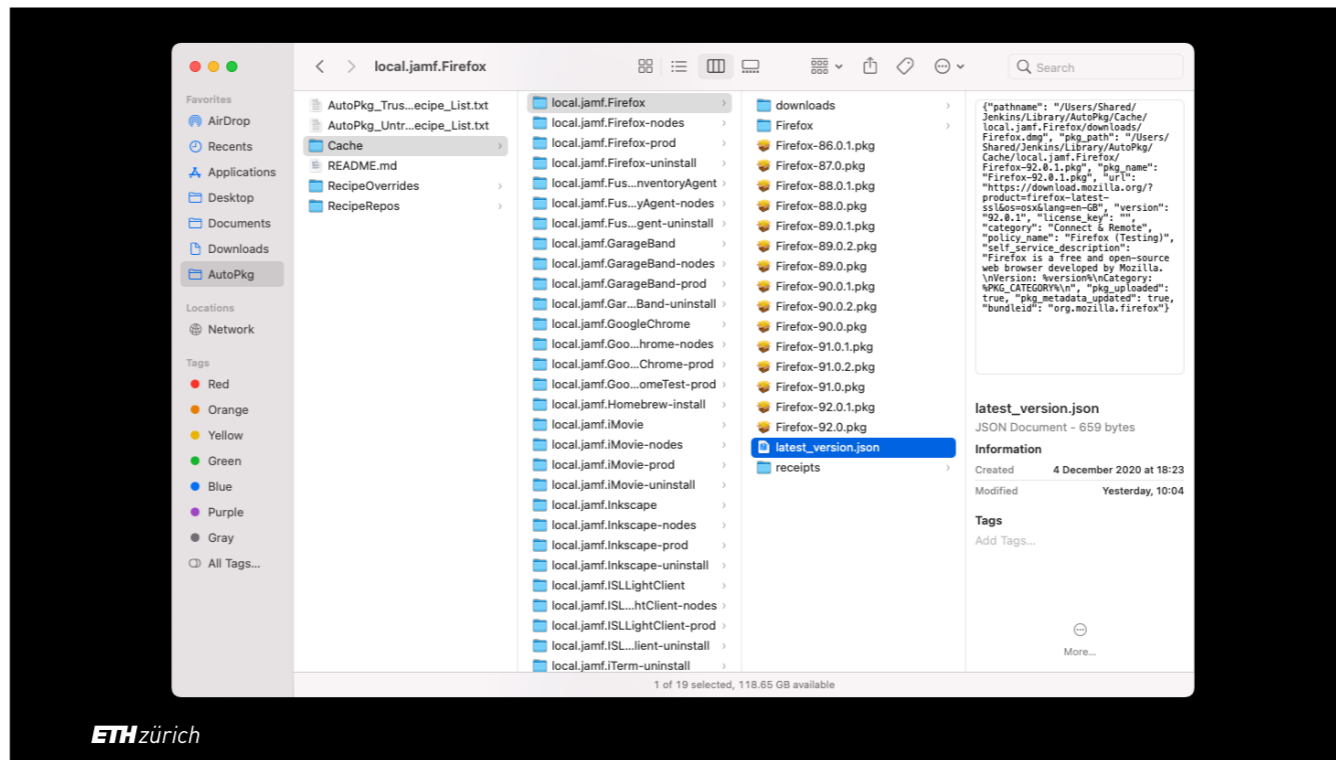 local.jamf.Firefox
Search
Favorites
AirDrop
Recents
Applications
Desktop
Documents
Downloads
AutoPkg
Locations
Network
Tags
Red
Orange
Yellow
Green
Blue
Purple
Gray
All Tags...
AutoPkg_Trus...ecipe_List.txt
AutoPkg_Untr...ecipe_List.txt
Cache
README.md
RecipeOverrides
RecipeRepos
local.jamf.Firefox
local.jamf.Firefox-nodes
local.jamf.Firefox-prod
local.jamf.Firefox-uninstall
local.jamf.Fus...nventoryAgent
local.jamf.Fus...yAgent-nodes
local.jamf.Fus...gent-uninstall
local.jamf.GarageBand
local.jamf.GarageBand-nodes
local.jamf.GarageBand-prod
local.jamf.Gar...Band-uninstall
local.jamf.GoogleChrome
local.jamf.Goo...hrome-nodes
local.jamf.Goo...Chrome-prod
local.jamf.Goo...omeTest-prod
local.jamf.Homebrew-install
local.jamf.iMovie
local.jamf.iMovie-nodes
local.jamf.iMovie-prod
local.jamf.iMovie-uninstall
local.jamf.Inkscape
local.jamf.Inkscape-nodes
local.jamf.Inkscape-prod
local.jamf.Inkscape-uninstall
local.jamf.ISLLightClient
local.jamf.ISL...htClient-nodes
local.jamf.ISLLightClient-prod
local.jamf.ISL...lient-uninstall
local.jamf.iTerm-uninstall
downloads
Firefox
Firefox-86.0.1.pkg
Firefox-87.0.pkg
Firefox-88.0.1.pkg
Firefox-88.0.pkg
Firefox-89.0.1.pkg
Firefox-89.0.2.pkg
Firefox-89.0.pkg
Firefox-90.0.1.pkg
Firefox-90.0.2.pkg
Firefox-90.0.pkg
Firefox-91.0.1.pkg
Firefox-91.0.2.pkg
Firefox-91.0.pkg
Firefox-92.0.1.pkg
Firefox-92.0.pkg
latest_version.json
receipts
{"pathname": "/Users/Shared/
Jenkins/Library/AutoPkg/Cache/
local.jamf.Firefox/downloads/
Firefox.dmg", "pkg_path": "/Users/
Shared/Jenkins/Library/AutoPkg/
Cache/local.jamf.Firefox/
Firefox-92.0.1.pkg", "pkg_name":
"Firefox-92.0.1.pkg", "url":
"https://download.mozilla.org/?
product=firefox-latest-
ssl&os=osx&lang=en-GB", "version":
"92.0.1", "license_key": "",
"category": "Connect & Remote",
"policy_name": "Firefox (Testing)",
"self_service_description":
"Firefox is a free and open-source
web browser developed by Mozilla.
\nVersion: %version%\nCategory:
%PKG_CATEGORY%\n", "pkg_uploaded":
true, "pkg_metadata_updated": true,
"bundleid": "org.mozilla.firefox"}
latest_version.json
JSON Document - 659 bytes
Information
Created 4 December 2020 at 18:23
Modified Yesterday, 10:04
Tags
Add Tags...
More...
1 of 19 selected, 118.65 GB available
ETH zürich